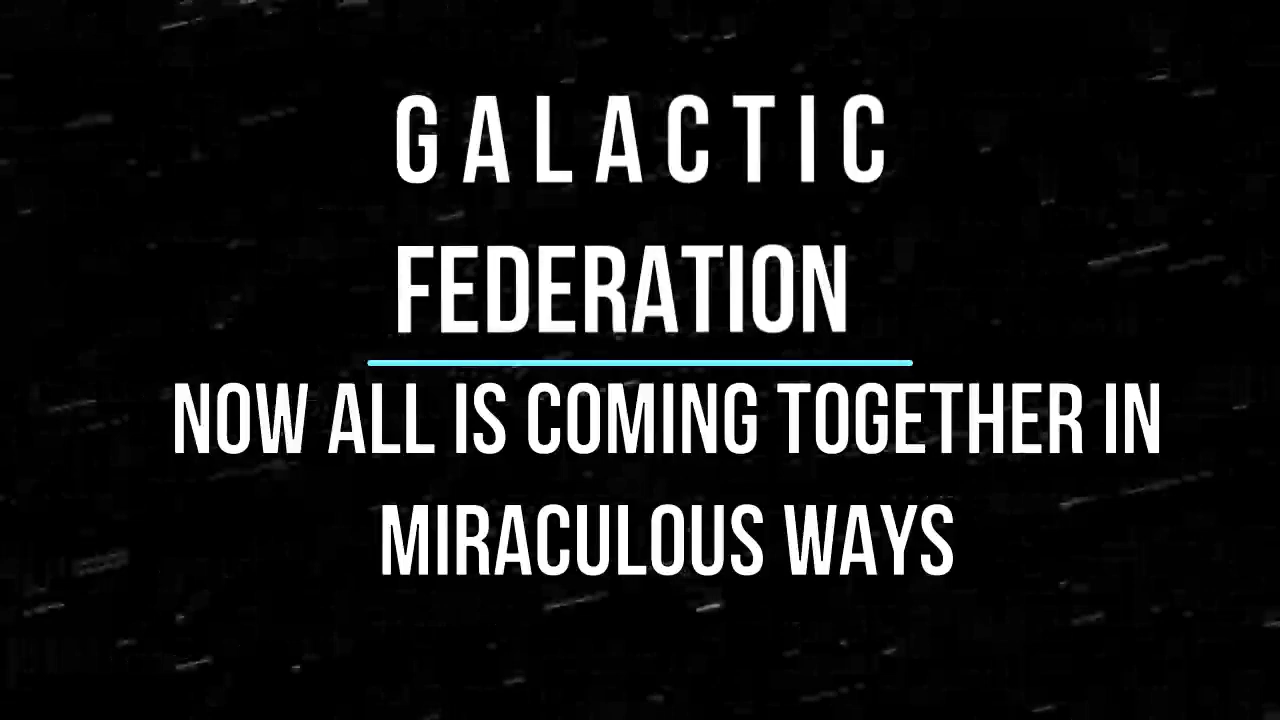 GALACTIC
FEDERATION
NOW ALL IS COMING TOGETHER IN
MIRACULOUS WAYS